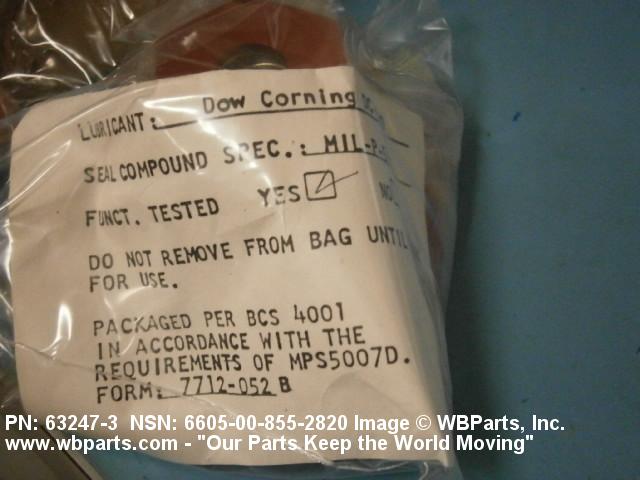 LUBRICANT: Dow Corning
SEAL COMPOUND SPEC.: MIL-P-
FUNCT. TESTED YES NO
DO NOT REMOVE FROM BAG UNTIL
FOR USE.
PACKAGED PER BCS 4001
IN ACCORDANCE WITH THE
REQUIREMENTS OF MPS5007D.
FORM: 7712-052 B
PN: 63247-3 NSN: 6605-00-855-2820 Image © WBParts, Inc.
www.wbparts.com - "Our Parts Keep the World Moving"